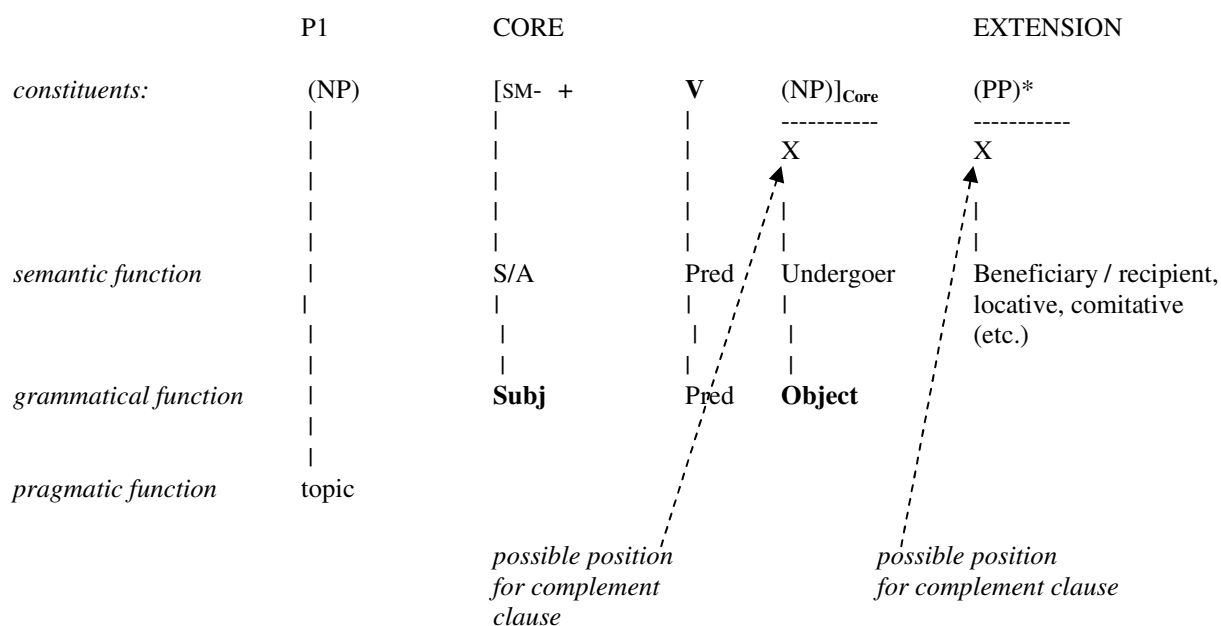 P1 CORE EXTENSION
constituents: (NP) [SM- + V (NP)]Core (PP)*
X X
semantic function S/A Pred Undergoer Beneficiary / recipient,
locative, comitative
(etc.)
grammatical function Subj Pred Object
pragmatic function topic
possible position possible position
for complement for complement clause
clause